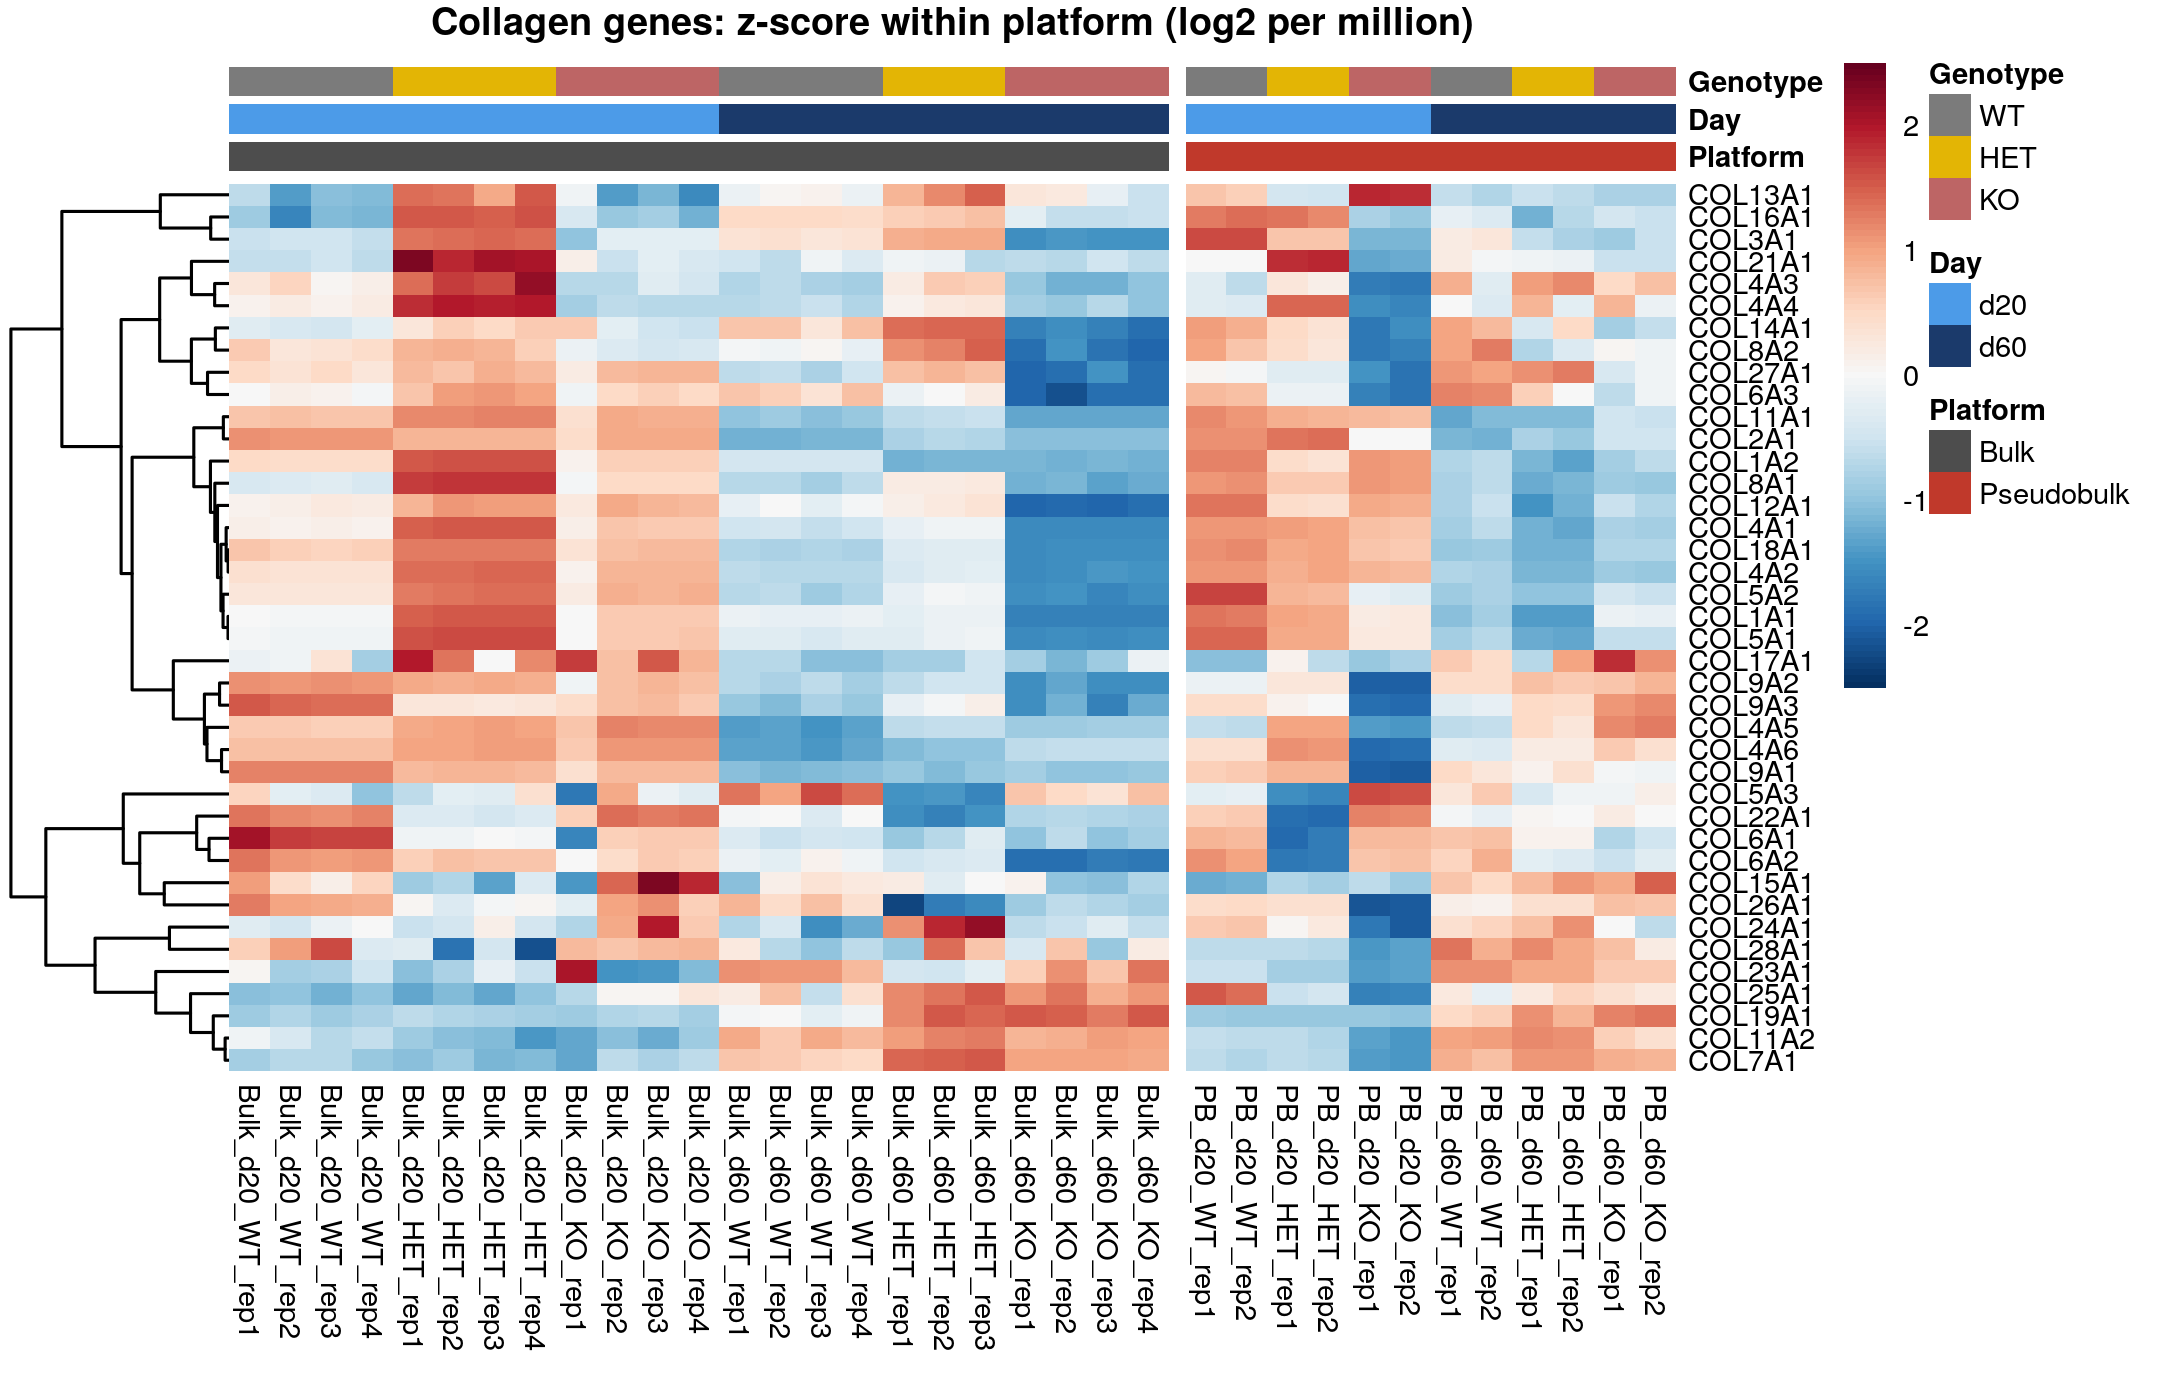 Collagen genes: z-score within platform (log2 per million)
Genotype
Day
Platform
COL13A1
COL16A1
COL3A1
COL21A1
COL4A3
COL4A4
COL14A1
COL8A2
COL27A1
COL6A3
COL11A1
COL2A1
COL1A2
COL8A1
COL12A1
COL4A1
COL18A1
COL4A2
COL5A2
COL1A1
COL5A1
COL17A1
COL9A2
COL9A3
COL4A5
COL4A6
COL9A1
COL5A3
COL22A1
COL6A1
COL6A2
COL15A1
COL26A1
COL24A1
COL28A1
COL23A1
COL25A1
COL19A1
COL11A2
COL7A1
Bulk_d20_WT_rep1
Bulk_d20_WT_rep2
Bulk_d20_WT_rep3
Bulk_d20_WT_rep4
Bulk_d20_HET_rep1
Bulk_d20_HET_rep2
Bulk_d20_HET_rep3
Bulk_d20_HET_rep4
Bulk_d20_KO_rep1
Bulk_d20_KO_rep2
Bulk_d20_KO_rep3
Bulk_d20_KO_rep4
Bulk_d60_WT_rep1
Bulk_d60_WT_rep2
Bulk_d60_WT_rep3
Bulk_d60_WT_rep4
Bulk_d60_HET_rep1
Bulk_d60_HET_rep2
Bulk_d60_HET_rep3
Bulk_d60_KO_rep1
Bulk_d60_KO_rep2
Bulk_d60_KO_rep3
Bulk_d60_KO_rep4
PB_d20_WT_rep1
PB_d20_WT_rep2
PB_d20_HET_rep1
PB_d20_HET_rep2
PB_d20_KO_rep1
PB_d20_KO_rep2
PB_d60_WT_rep1
PB_d60_WT_rep2
PB_d60_HET_rep1
PB_d60_HET_rep2
PB_d60_KO_rep1
PB_d60_KO_rep2
2
1
0
-1
-2
Genotype
WT
HET
KO
Day
d20
d60
Platform
Bulk
Pseudobulk